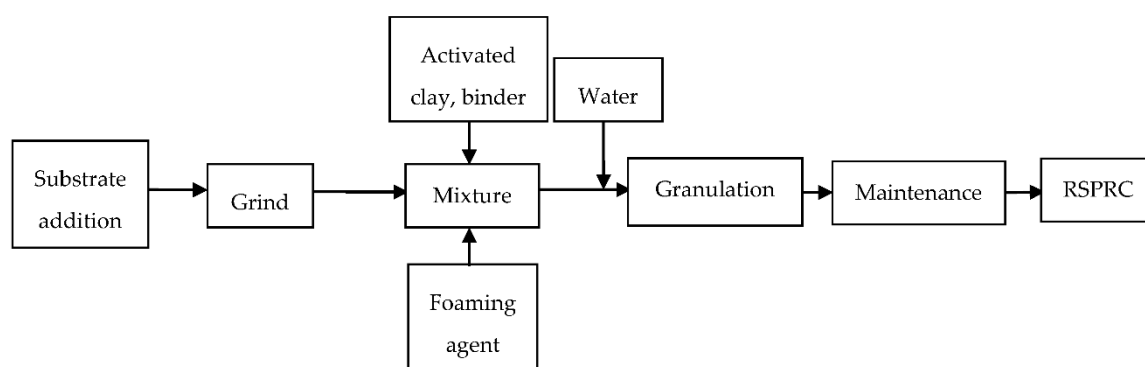 Substrate
addition
Grind
Activated
clay, binder
Mixture
Foaming
agent
Water
Granulation
Maintenance
RSPRC